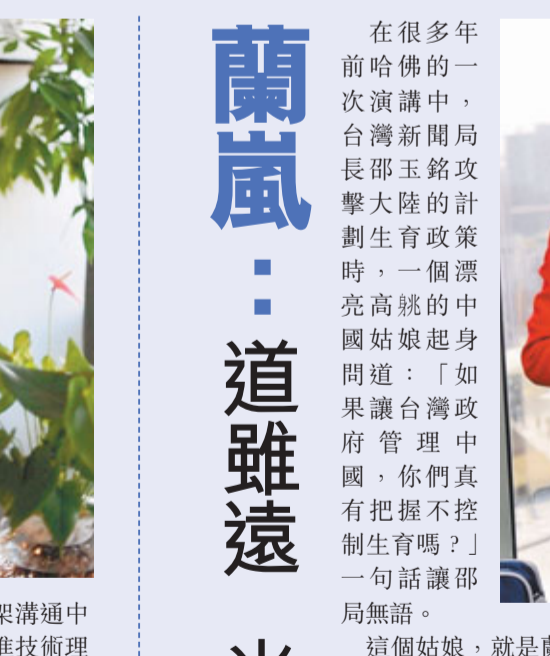 蘭嵐：道雖遠
在很多年
前哈佛的一
次演講中，
台灣新聞局
長邵玉銘攻
擊大陸的計
劃生育政策
時，一個漂
亮高䠷的中
國姑娘起身
問道：「如
果讓台灣政
府管理中
國，你們真
有把握不控
制生育嗎？」
一句話讓邵
局無語。
這個姑娘，就是蘭
架溝通中
進技術理